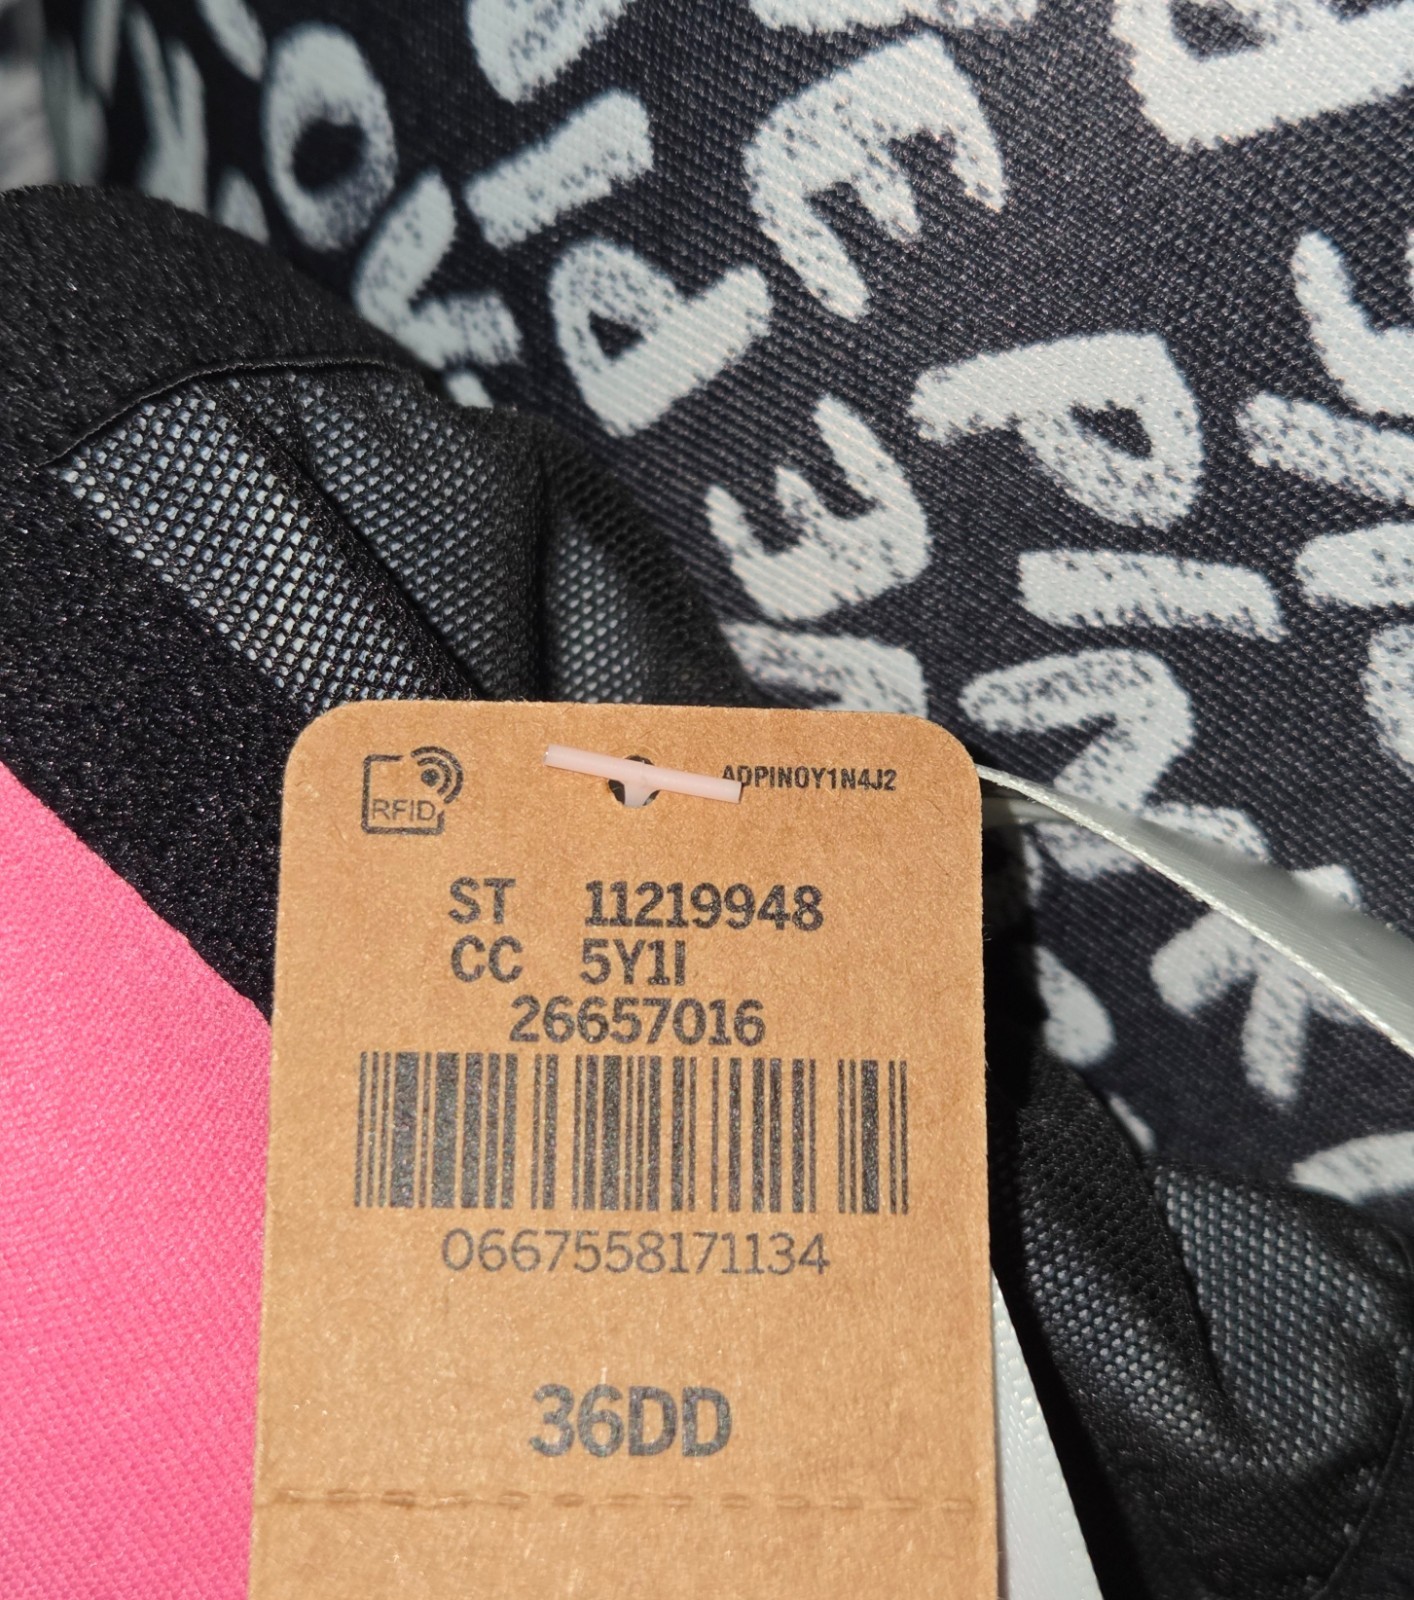 RFID
ADPINOY1N4J2
ST 11219948
CC 5Y1I
26657016
0667558171134
36DD